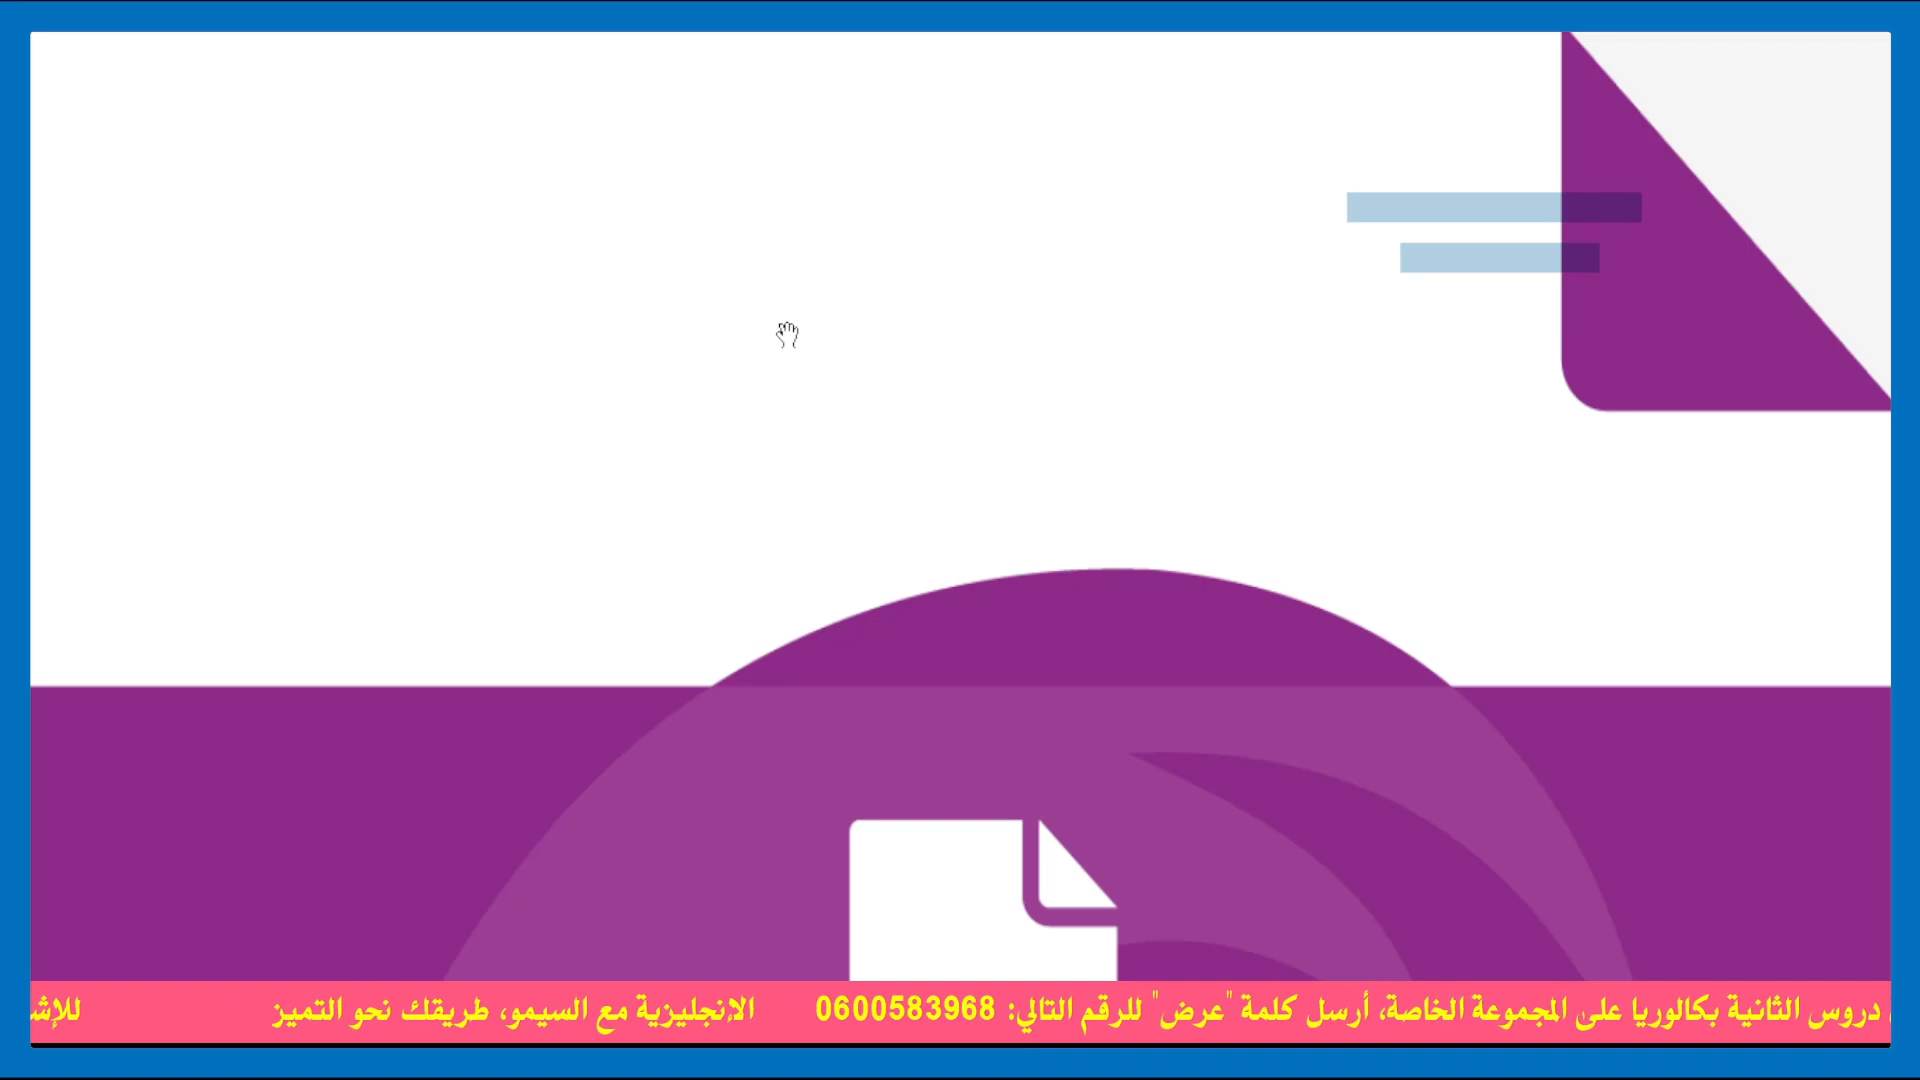 دروس الثانية بكالوريا على المجموعة الخاصة، أرسل كلمة "عرض" للرقم التالي: 0600583968 الانجليزية مع السيمو، طريقك نحو التميز